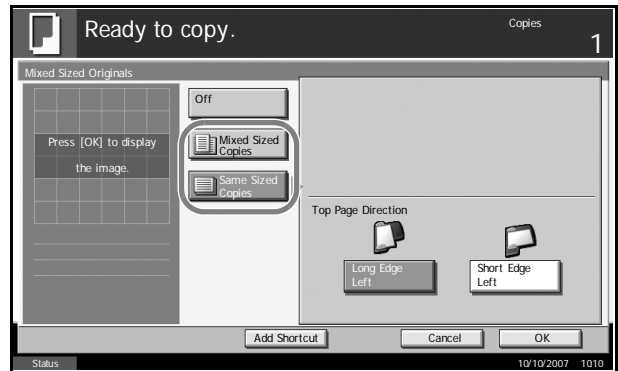 Ready to copy.
Copies
1
Mixed Sized Originals
Off
Press [OK] to display
the image.
Mixed Sized
Copies
Same Sized
Copies
Top Page Direction
Long Edge
Left
Short Edge
Left
Add Shortcut
Cancel
OK
Status
10/10/2007 1010